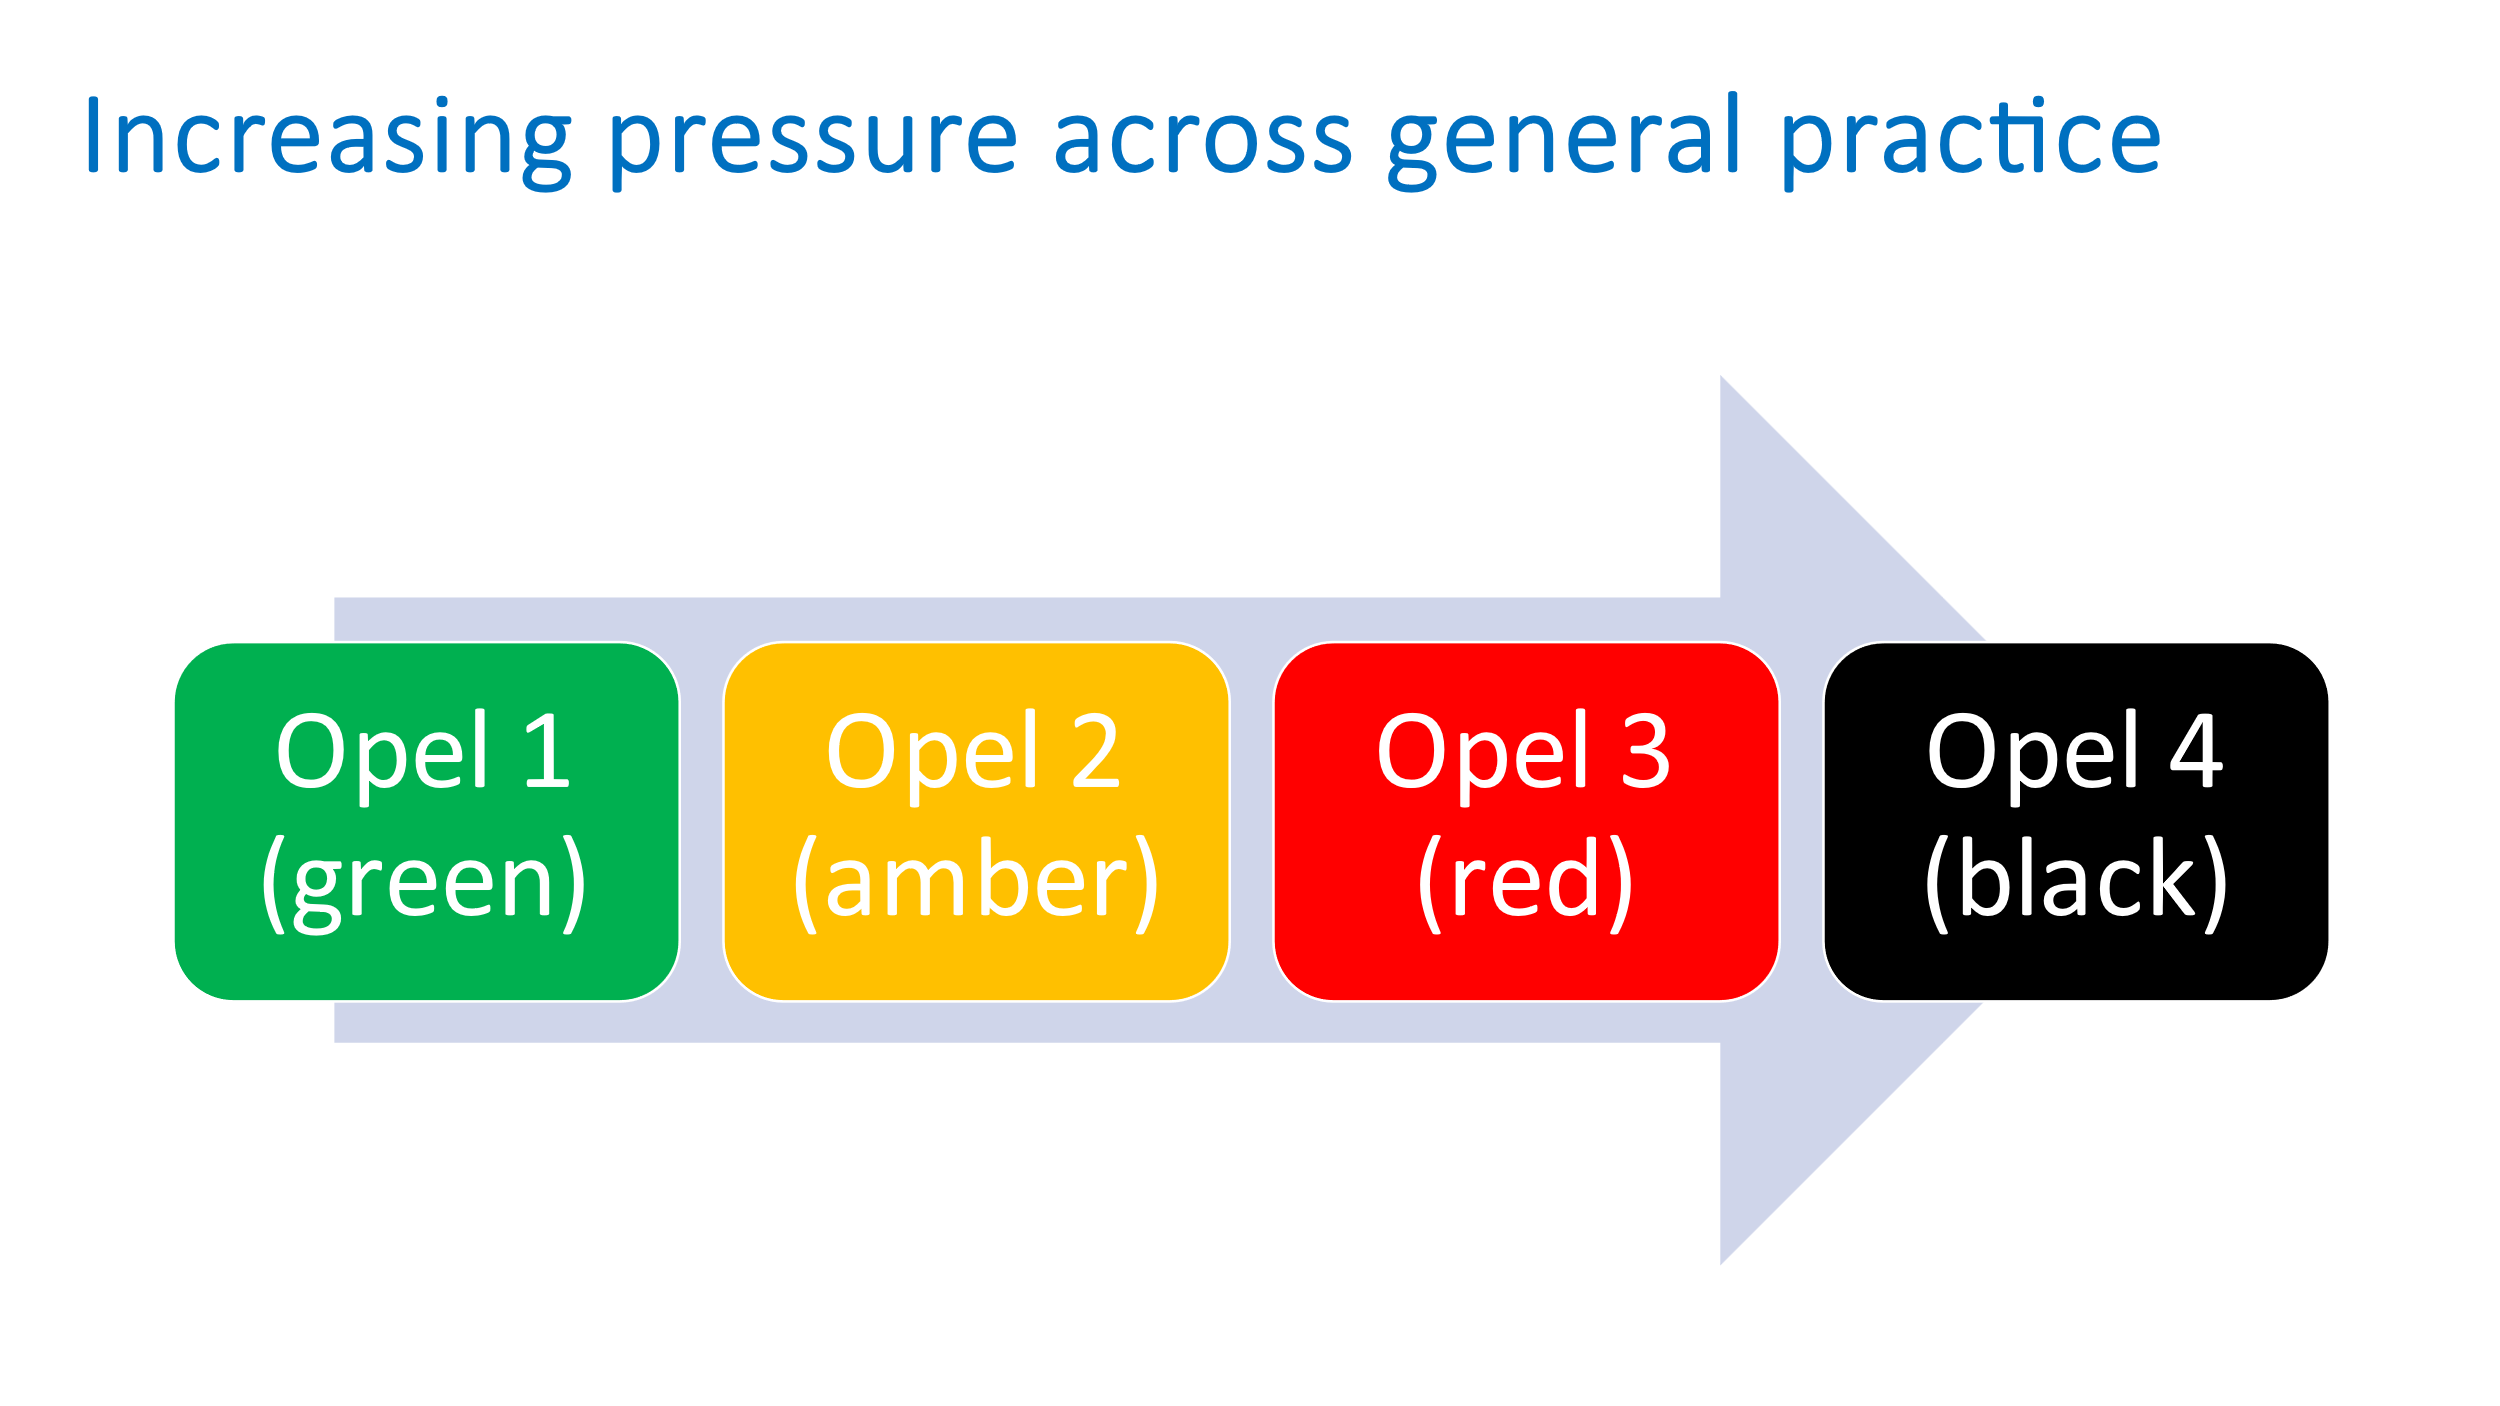 Increasing pressure across general practice
Opel 1
(green)
Opel 2
(amber)
Opel 3
(red)
Opel 4
(black)